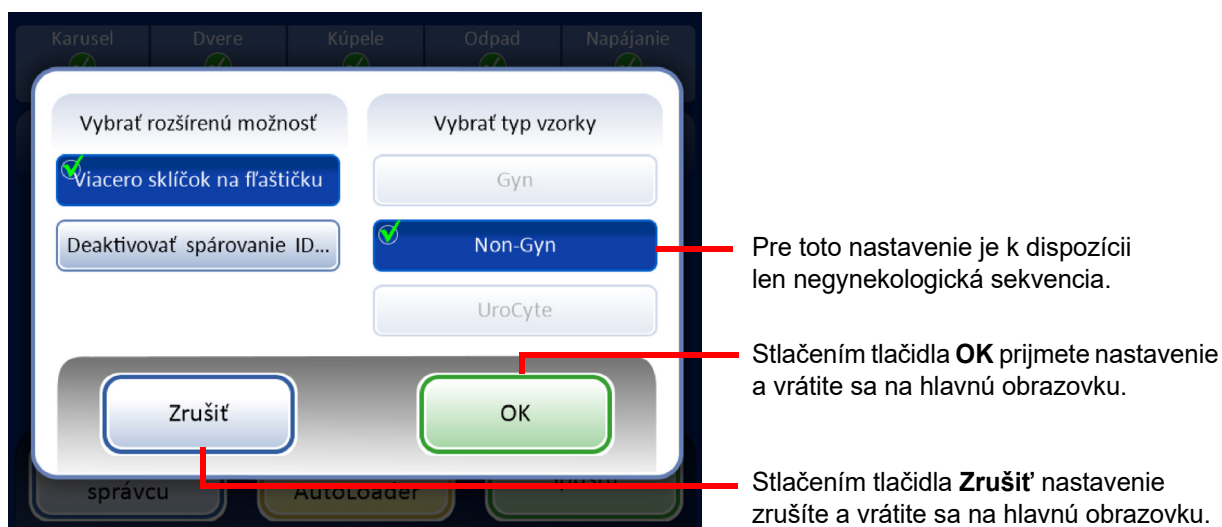 Karusel Dvere Kúpele Odpad Napájanie
Vybrať rozšírenú možnosť
Viacero sklíčok na fľaštičku
Deaktivovať spárovanie ID...
Vybrať typ vzorky
Gyn
Non-Gyn
UroCyte
Zrušiť
OK
správcu
AutoLoader
Pre toto nastavenie je k dispozícii
len negynekologická sekvencia.
Stlačením tlačidla OK prijmete nastavenie
a vrátite sa na hlavnú obrazovku.
Stlačením tlačidla Zrušiť nastavenie
zrušíte a vrátite sa na hlavnú obrazovku.